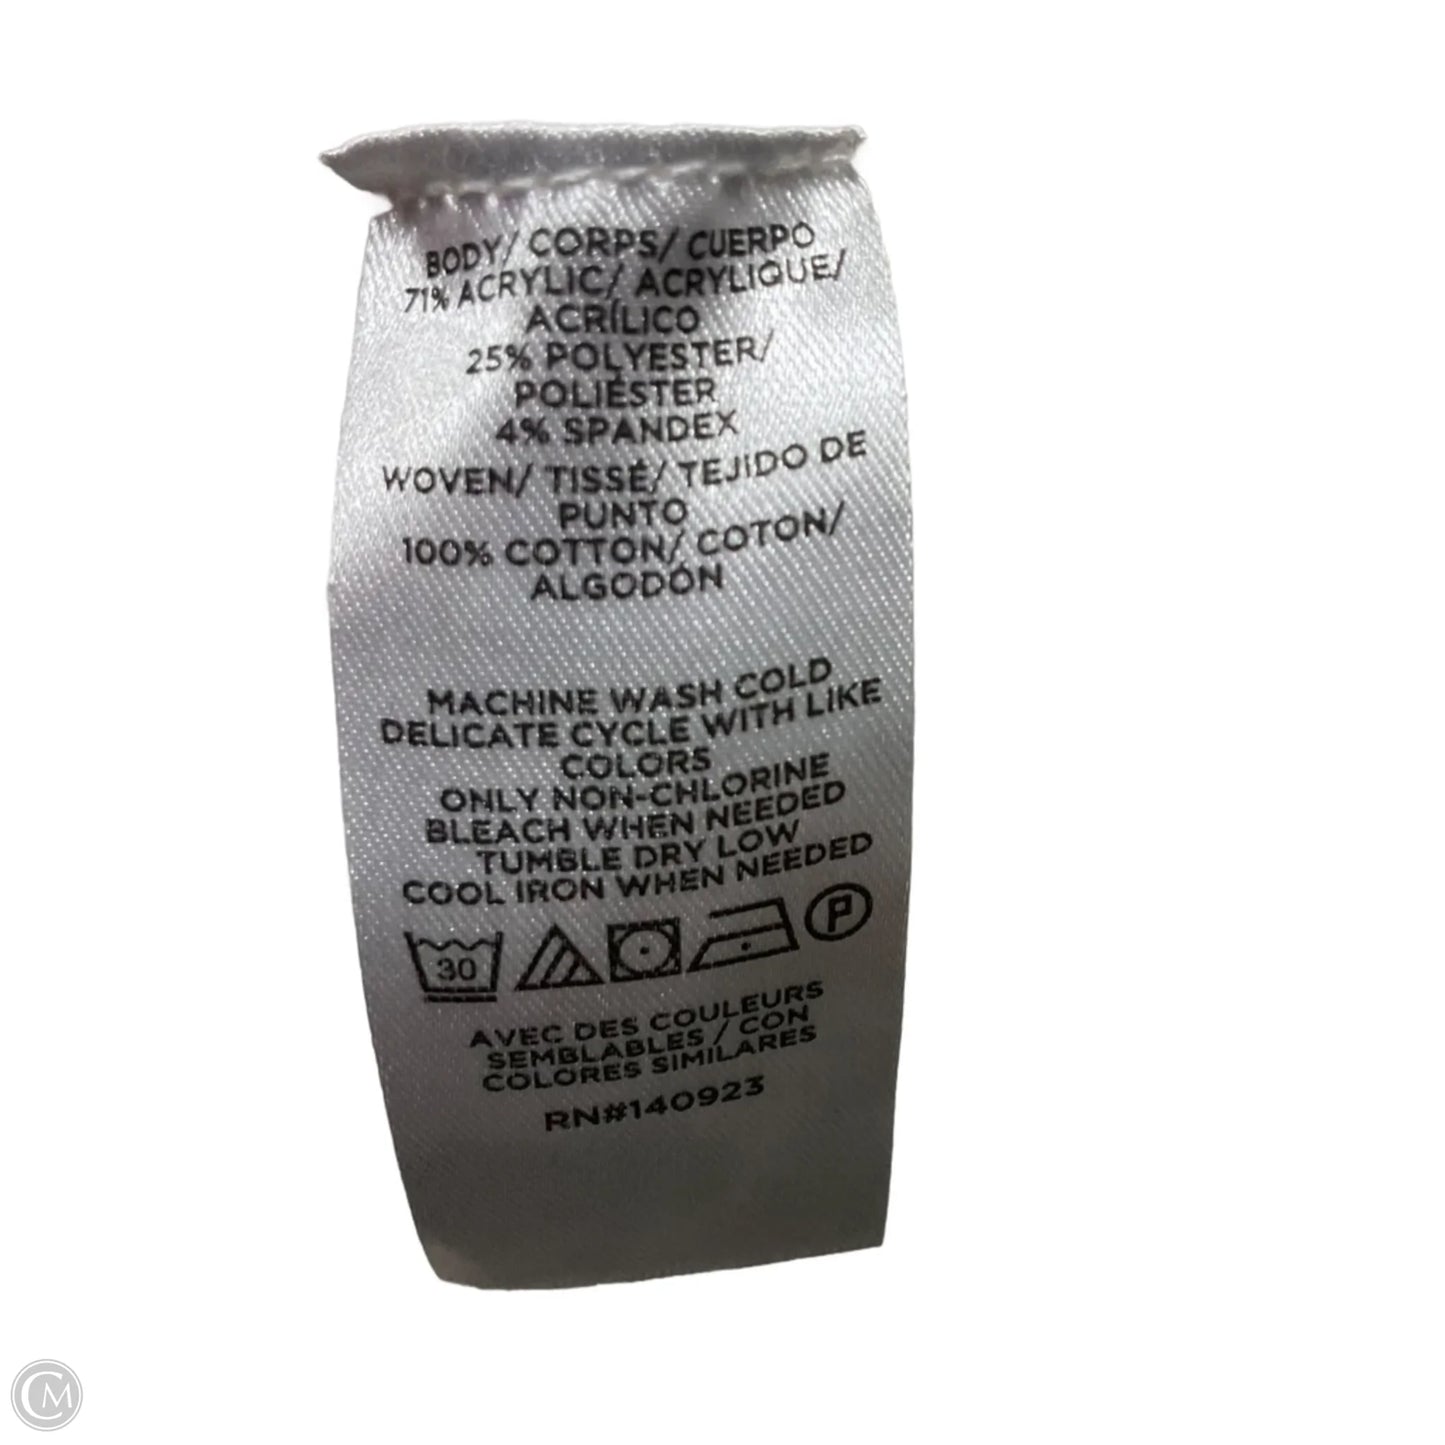 BODY/ CORPS/ CUERPO
71% ACRYLIC/ ACRYLIQUE/
ACRÍLICO
25% POLYESTER/
POLIÉSTER
4% SPANDEX
WOVEN/ TISSÉ/ TEJIDO DE
PUNTO
100% COTTON/ COTON/
ALGODÓN
MACHINE WASH COLD
DELICATE CYCLE WITH LIKE
COLORS
ONLY NON-CHLORINE
BLEACH WHEN NEEDED
TUMBLE DRY LOW
COOL IRON WHEN NEEDED
30 P
AVEC DES COULEURS
SEMBLABLES / CON
COLORES SIMILARES
RN#140923
CM